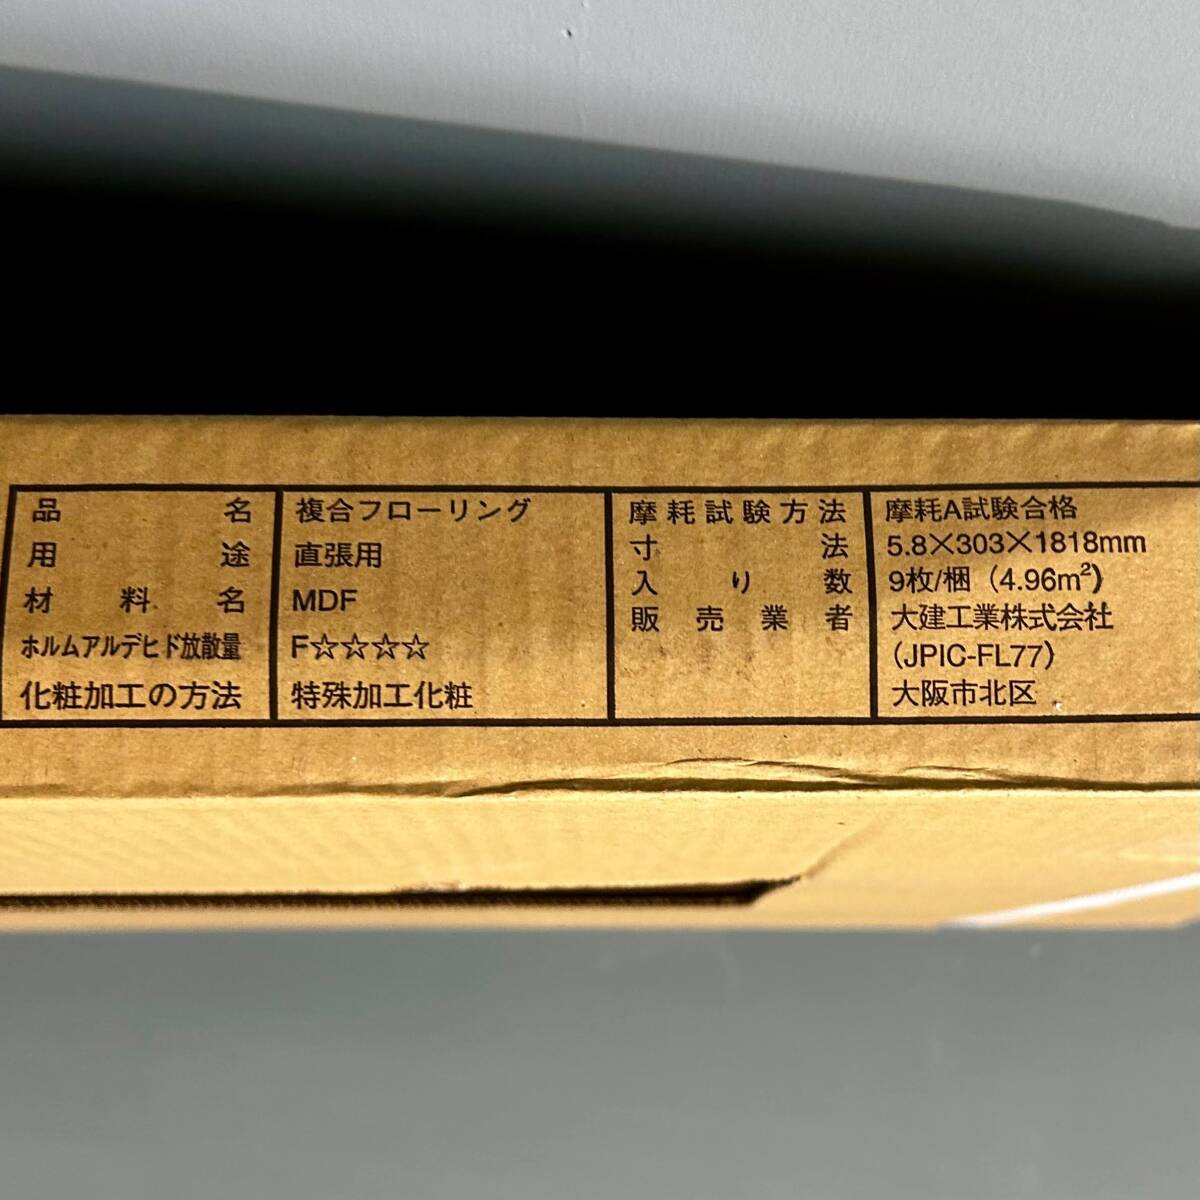 品名 複合フローリング
用途 直張用
材料名 MDF
ホルムアルデヒド放散量 F☆☆☆☆
化粧加工の方法 特殊加工化粧
摩耗試験方法 摩耗A試験合格
寸法 5.8×303×1818mm
入り数 9枚/梱（4.96m²）
販売業者 大建工業株式会社
（JPIC-FL77）
大阪市北区